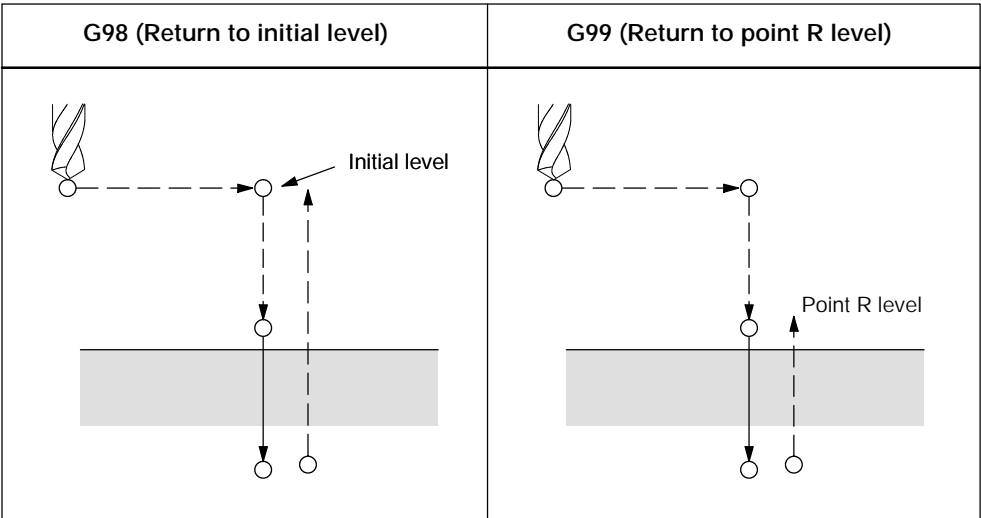 G98 (Return to initial level)
G99 (Return to point R level)
Initial level
Point R level